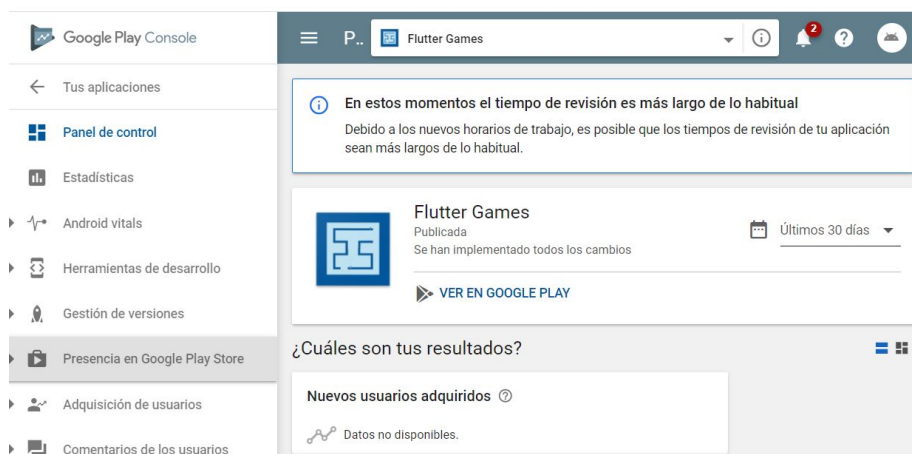 Google Play Console
Tus aplicaciones
Panel de control
Estadísticas
Android vitals
Herramientas de desarrollo
Gestión de versiones
Presencia en Google Play Store
Adquisición de usuarios
Comentarios de los usuarios
P.. Flutter Games
2
En estos momentos el tiempo de revisión es más largo de lo habitual
Debido a los nuevos horarios de trabajo, es posible que los tiempos de revisión de tu aplicación
sean más largos de lo habitual.
Flutter Games
Publicada
Se han implementado todos los cambios
Últimos 30 días
VER EN GOOGLE PLAY
¿Cuáles son tus resultados?
Nuevos usuarios adquiridos
Datos no disponibles.